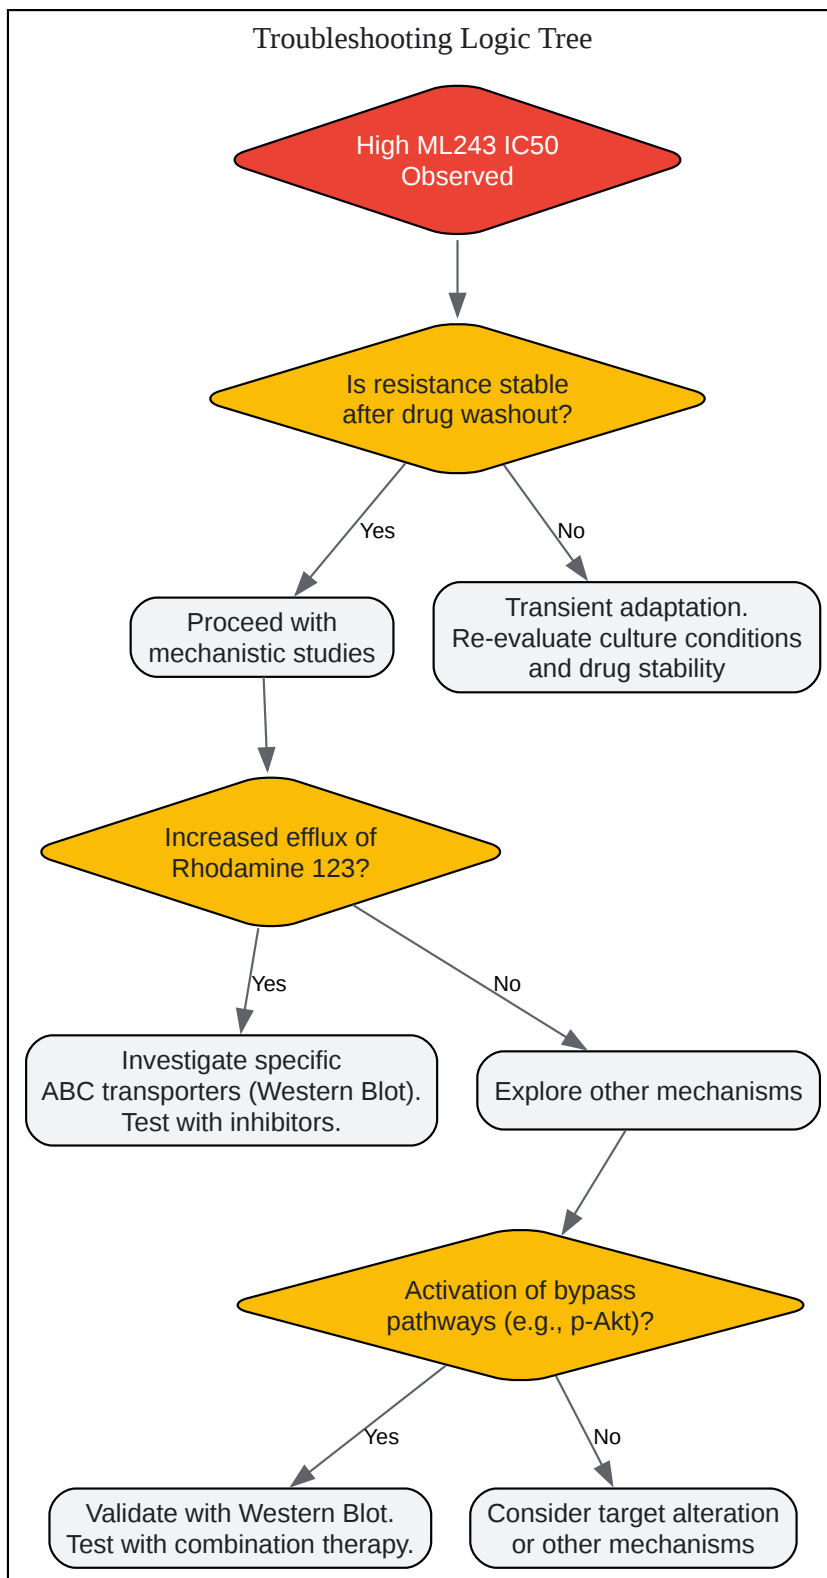 Troubleshooting Logic Tree
High ML243 IC50
Observed
Is resistance stable
after drug washout?
Yes
No
Proceed with
mechanistic studies
Transient adaptation.
Re-evaluate culture conditions
and drug stability
Increased efflux of
Rhodamine 123?
Yes
No
Investigate specific
ABC transporters (Western Blot).
Test with inhibitors.
Explore other mechanisms
Activation of bypass
pathways (e.g., p-Akt)?
Yes
No
Validate with Western Blot.
Test with combination therapy.
Consider target alteration
or other mechanisms